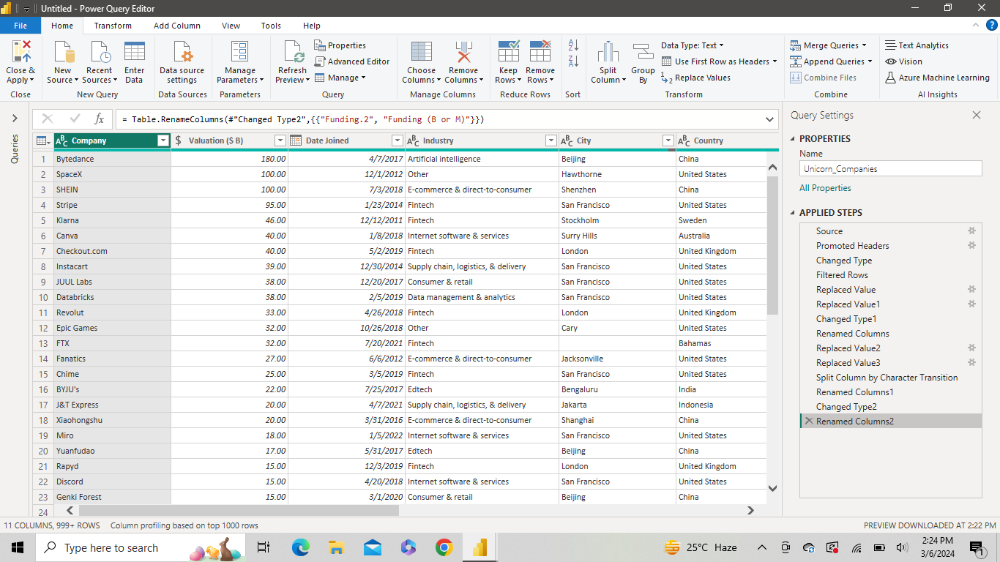 Untitled - Power Query Editor
File Home Transform Add Column View Tools Help
Close & Apply
New Source
Recent Sources
Enter Data
Data source settings
Manage Parameters
Refresh Preview
Properties
Advanced Editor
Manage
Choose Columns
Remove Columns
Keep Rows
Remove Rows
Split Column
Group By
Data Type: Text
Use First Row as Headers
Replace Values
Merge Queries
Append Queries
Combine Files
Text Analytics
Vision
Azure Machine Learning
Close New Query Data Sources Parameters Query Manage Columns Reduce Rows Sort Transform Combine AI Insights
Queries
fx = Table.RenameColumns(#"Changed Type2",{{"Funding.2", "Funding (B or M)"}})
Company Valuation ($ B) Date Joined Industry City Country
1 Bytedance 180.00 4/7/2017 Artificial intelligence Beijing China
2 SpaceX 100.00 12/1/2012 Other Hawthorne United States
3 SHEIN 100.00 7/3/2018 E-commerce & direct-to-consumer Shenzhen China
4 Stripe 95.00 1/23/2014 Fintech San Francisco United States
5 Klarna 46.00 12/12/2011 Fintech Stockholm Sweden
6 Canva 40.00 1/8/2018 Internet software & services Surry Hills Australia
7 Checkout.com 40.00 5/2/2019 Fintech London United Kingdom
8 Instacart 39.00 12/30/2014 Supply chain, logistics, & delivery San Francisco United States
9 JUUL Labs 38.00 12/20/2017 Consumer & retail San Francisco United States
10 Databricks 38.00 2/5/2019 Data management & analytics San Francisco United States
11 Revolut 33.00 4/26/2018 Fintech London United Kingdom
12 Epic Games 32.00 10/26/2018 Other Cary United States
13 FTX 32.00 7/20/2021 Fintech Bahamas
14 Fanatics 27.00 6/6/2012 E-commerce & direct-to-consumer Jacksonville United States
15 Chime 25.00 3/5/2019 Fintech San Francisco United States
16 BYJU's 22.00 7/25/2017 Edtech Bengaluru India
17 J&T Express 20.00 4/7/2021 Supply chain, logistics, & delivery Jakarta Indonesia
18 Xiaohongshu 20.00 3/31/2016 E-commerce & direct-to-consumer Shanghai China
19 Miro 18.00 1/5/2022 Internet software & services San Francisco United States
20 Yuanfudao 17.00 5/31/2017 Edtech Beijing China
21 Rapyd 15.00 12/3/2019 Fintech London United Kingdom
22 Discord 15.00 4/20/2018 Internet software & services San Francisco United States
23 Genki Forest 15.00 3/1/2020 Consumer & retail Beijing China
24
Query Settings
PROPERTIES
Name
Unicorn_Companies
All Properties
APPLIED STEPS
Source
Promoted Headers
Changed Type
Filtered Rows
Replaced Value
Replaced Value1
Changed Type1
Renamed Columns
Replaced Value2
Replaced Value3
Split Column by Character Transition
Renamed Columns1
Changed Type2
Renamed Columns2
11 COLUMNS, 999+ ROWS Column profiling based on top 1000 rows PREVIEW DOWNLOADED AT 2:22 PM
Type here to search 25°C Haze 2:24 PM
3/6/2024 1